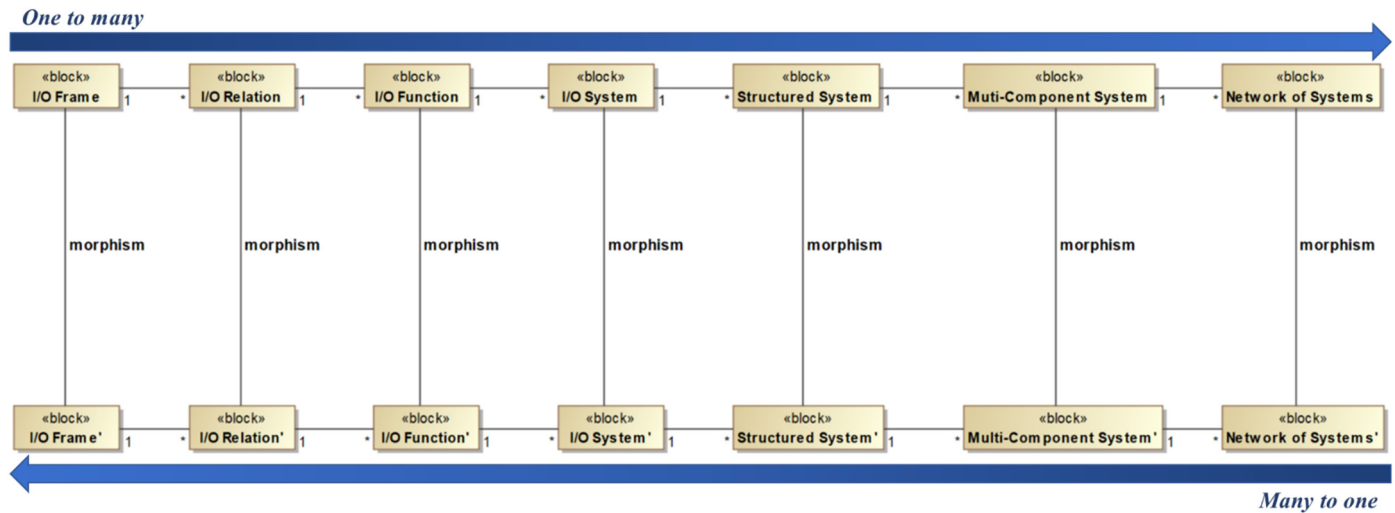 One to many
«block» «block» «block» «block» «block» «block» «block»
I/O Frame 1 * I/O Relation 1 * I/O Function 1 * I/O System 1 * Structured System 1 * Muti-Component System 1 * Network of Systems
morphism morphism morphism morphism morphism morphism morphism
«block» «block» «block» «block» «block» «block» «block»
I/O Frame' 1 * I/O Relation' 1 * I/O Function' 1 * I/O System' 1 * Structured System' 1 * Multi-Component System' 1 * Network of Systems'
Many to one